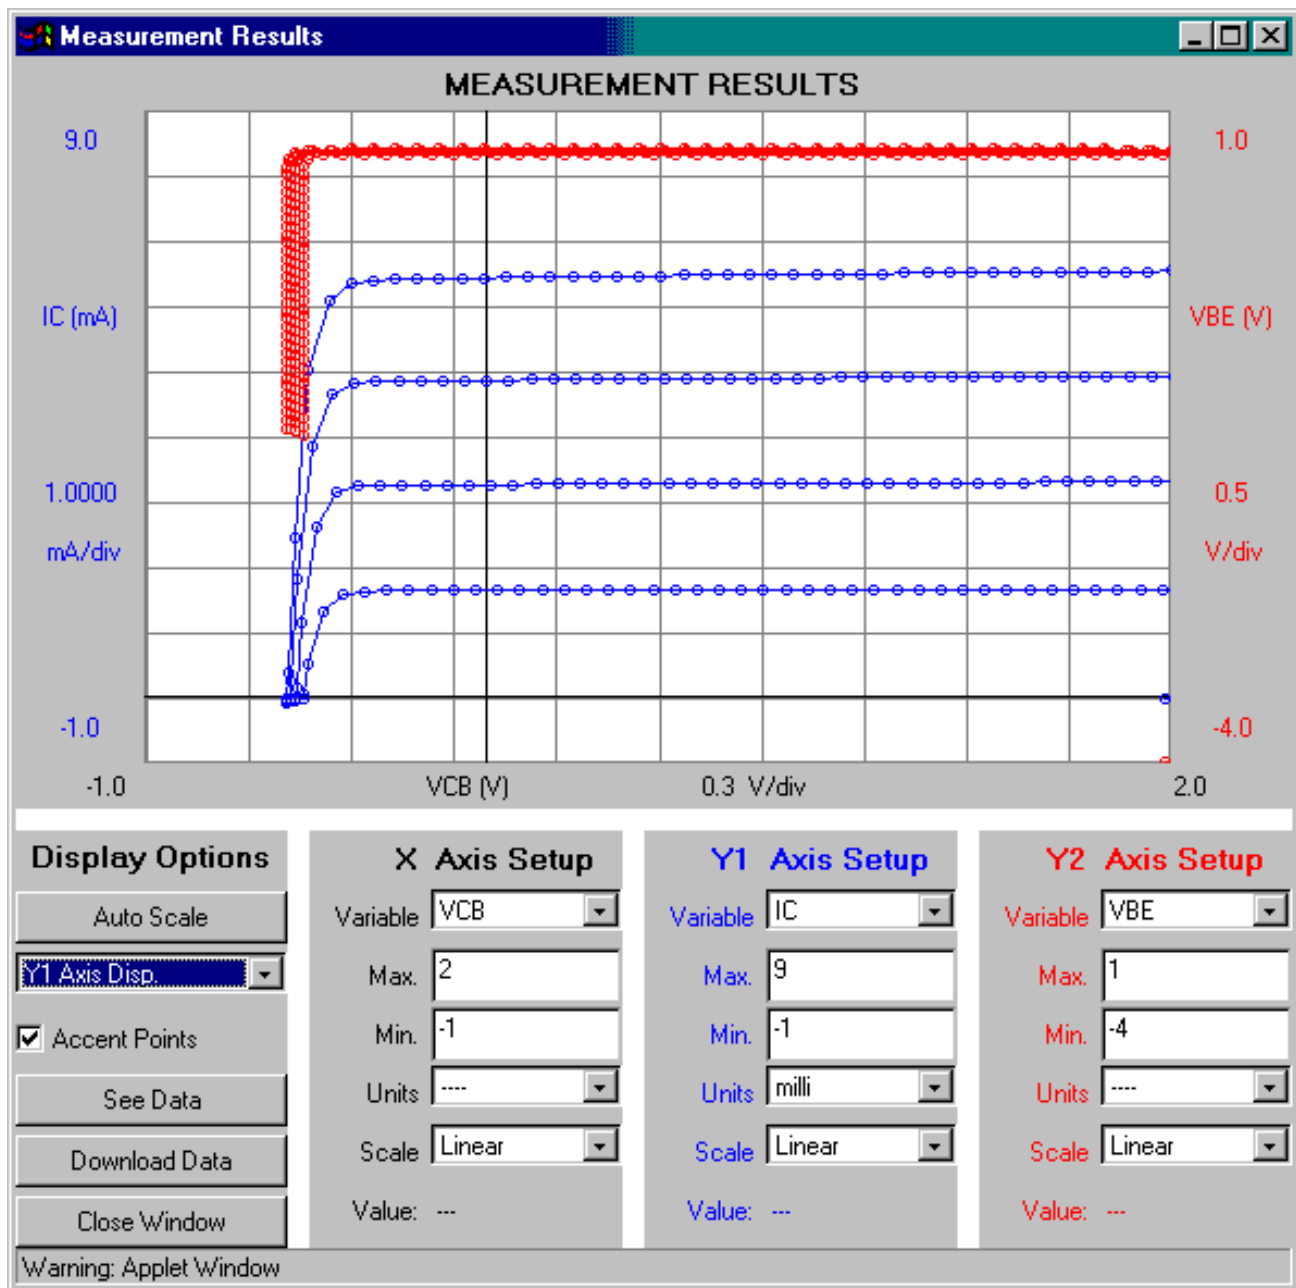 Measurement Results
MEASUREMENT RESULTS
9.0
1.0
IC (mA)
VBE (V)
1.0000
0.5
mA/div
V/div
-1.0
-4.0
-1.0 VCB (V) 0.3 V/div 2.0
Display Options
Auto Scale
Y1 Axis Disp.
Accent Points
See Data
Download Data
Close Window
X Axis Setup
Variable VCB
Max. 2
Min. -1
Units ----
Scale Linear
Value: ---
Y1 Axis Setup
Variable IC
Max. 9
Min. -1
Units milli
Scale Linear
Value: ---
Y2 Axis Setup
Variable VBE
Max. 1
Min. -4
Units ----
Scale Linear
Value: ---
Warning: Applet Window